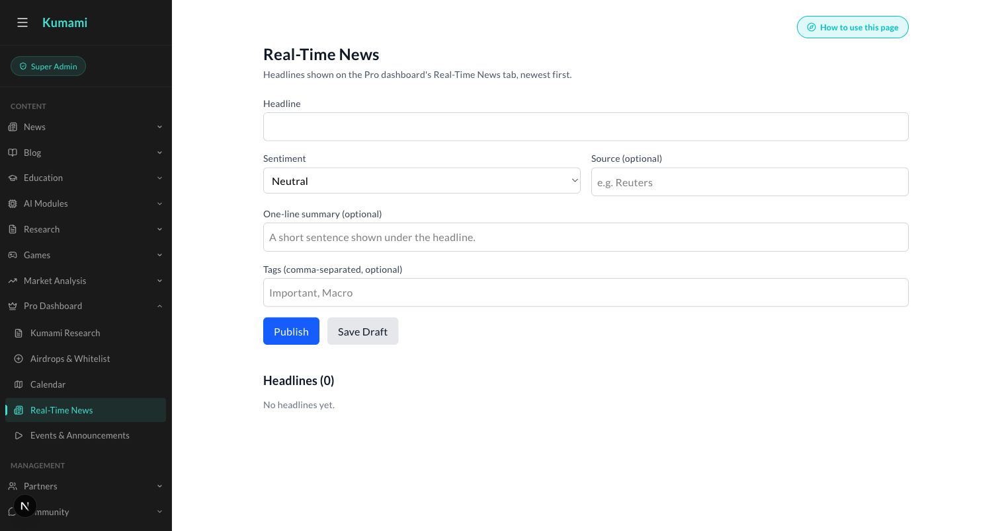 Kumami
Super Admin
CONTENT
News
Blog
Education
AI Modules
Research
Games
Market Analysis
Pro Dashboard
Kumami Research
Airdrops & Whitelist
Calendar
Real-Time News
Events & Announcements
MANAGEMENT
Partners
mmunity
N
How to use this page
Real-Time News
Headlines shown on the Pro dashboard's Real-Time News tab, newest first.
Headline
Sentiment
Neutral
Source (optional)
e.g. Reuters
One-line summary (optional)
A short sentence shown under the headline.
Tags (comma-separated, optional)
Important, Macro
Publish
Save Draft
Headlines (0)
No headlines yet.